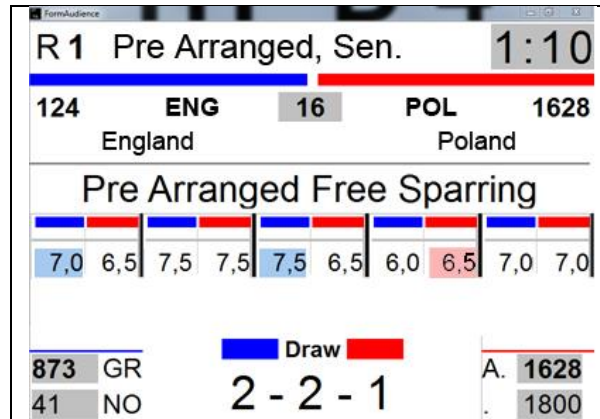 FormAudience
R 1 Pre Arranged, Sen. 1:10
124 ENG 16 POL 1628
England Poland
Pre Arranged Free Sparring
7,0 6,5 7,5 7,5 7,5 6,5 6,0 6,5 7,0 7,0
Draw
873 GR 2 - 2 - 1 A. 1628
41 NO . 1800